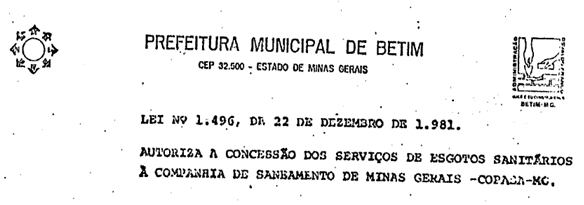 PREFEITURA MUNICIPAL DE BETIM
CEP 32.500 - ESTADO DE MINAS GERAIS
ADMINISTRAÇÃO
BETIM-MG.
LEI Nº 1.496, DE 22 DE DEZEMBRO DE 1.981.
AUTORIZA A CONCESSÃO DOS SERVIÇOS DE ESGOTOS SANITÁRIOS
À COMPANHIA DE SANEAMENTO DE MINAS GERAIS -COPASA-MG.